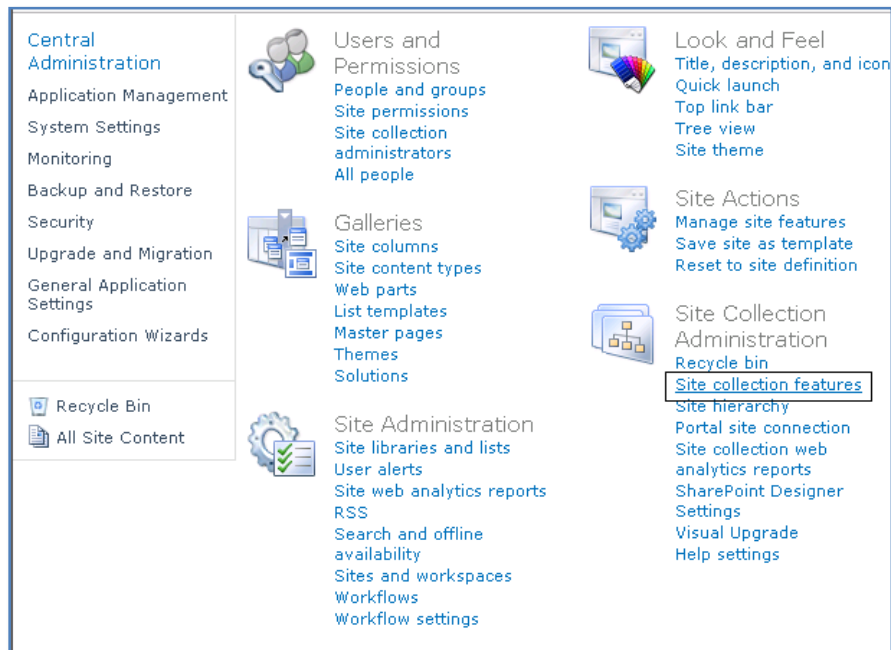 Central
Administration
Application Management
System Settings
Monitoring
Backup and Restore
Security
Upgrade and Migration
General Application
Settings
Configuration Wizards
Recycle Bin
All Site Content
Users and
Permissions
People and groups
Site permissions
Site collection
administrators
All people
Galleries
Site columns
Site content types
Web parts
List templates
Master pages
Themes
Solutions
Site Administration
Site libraries and lists
User alerts
Site web analytics reports
RSS
Search and offline
availability
Sites and workspaces
Workflows
Workflow settings
Look and Feel
Title, description, and icon
Quick launch
Top link bar
Tree view
Site theme
Site Actions
Manage site features
Save site as template
Reset to site definition
Site Collection
Administration
Recycle bin
Site collection features
Site hierarchy
Portal site connection
Site collection web
analytics reports
SharePoint Designer
Settings
Visual Upgrade
Help settings